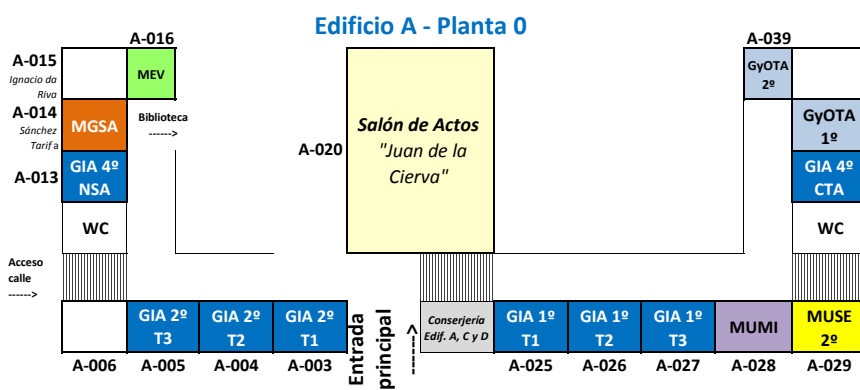 Edificio A - Planta 0
A-016
A-039
A-015
Ignacio da
Riva
MEV
GyOTA
2º
A-014
Sánchez
Tarif a
MGSA
Biblioteca
------>
A-020
Salón de Actos
"Juan de la
Cierva"
GyOTA
1º
A-013
GIA 4º
NSA
GIA 4º
CTA
WC
WC
Acceso
calle
------>
GIA 2º
T3
GIA 2º
T2
GIA 2º
T1
Entrada
principal
---->
Conserjería
Edif. A, C y D
GIA 1º
T1
GIA 1º
T2
GIA 1º
T3
MUMI
MUSE
2º
A-006
A-005
A-004
A-003
A-025
A-026
A-027
A-028
A-029